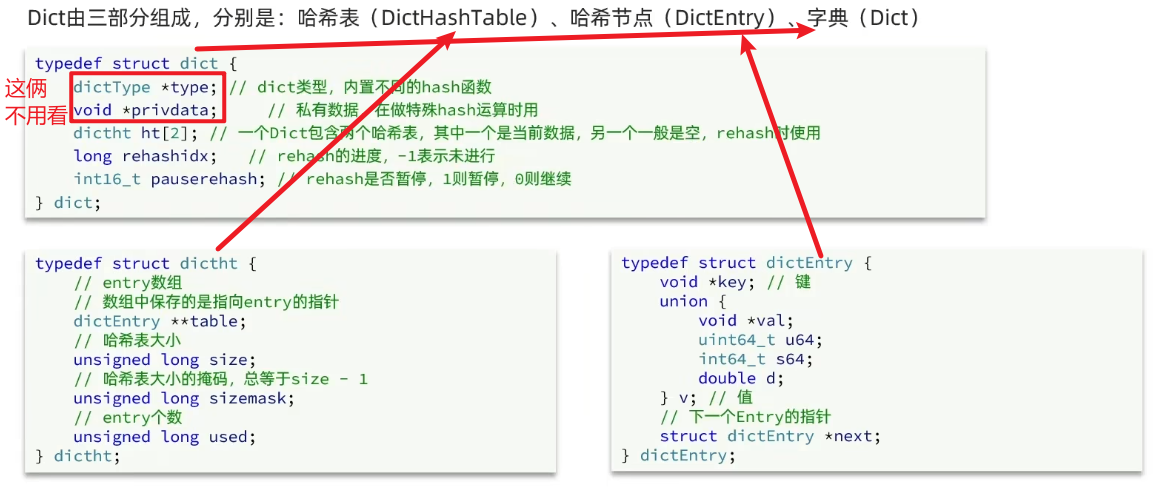 Dict由三部分组成，分别是：哈希表（DictHashTable）、哈希节点（DictEntry）、字典（Dict）
typedef struct dict {
这俩
不用看
dictType *type; // dict类型，内置不同的hash函数
void *privdata; // 私有数据，在做特殊hash运算时用
dictht ht[2]; // 一个Dict包含两个哈希表，其中一个是当前数据，另一个一般是空，rehash时使用
long rehashidx; // rehash的进度，-1表示未进行
int16_t pauserehash; // rehash是否暂停，1则暂停，0则继续
} dict;
typedef struct dictht {
// entry数组
// 数组中保存的是指向entry的指针
dictEntry **table;
// 哈希表大小
unsigned long size;
// 哈希表大小的掩码，总等于size - 1
unsigned long sizemask;
// entry个数
unsigned long used;
} dictht;
typedef struct dictEntry {
void *key; // 键
union {
void *val;
uint64_t u64;
int64_t s64;
double d;
} v; // 值
// 下一个Entry的指针
struct dictEntry *next;
} dictEntry;